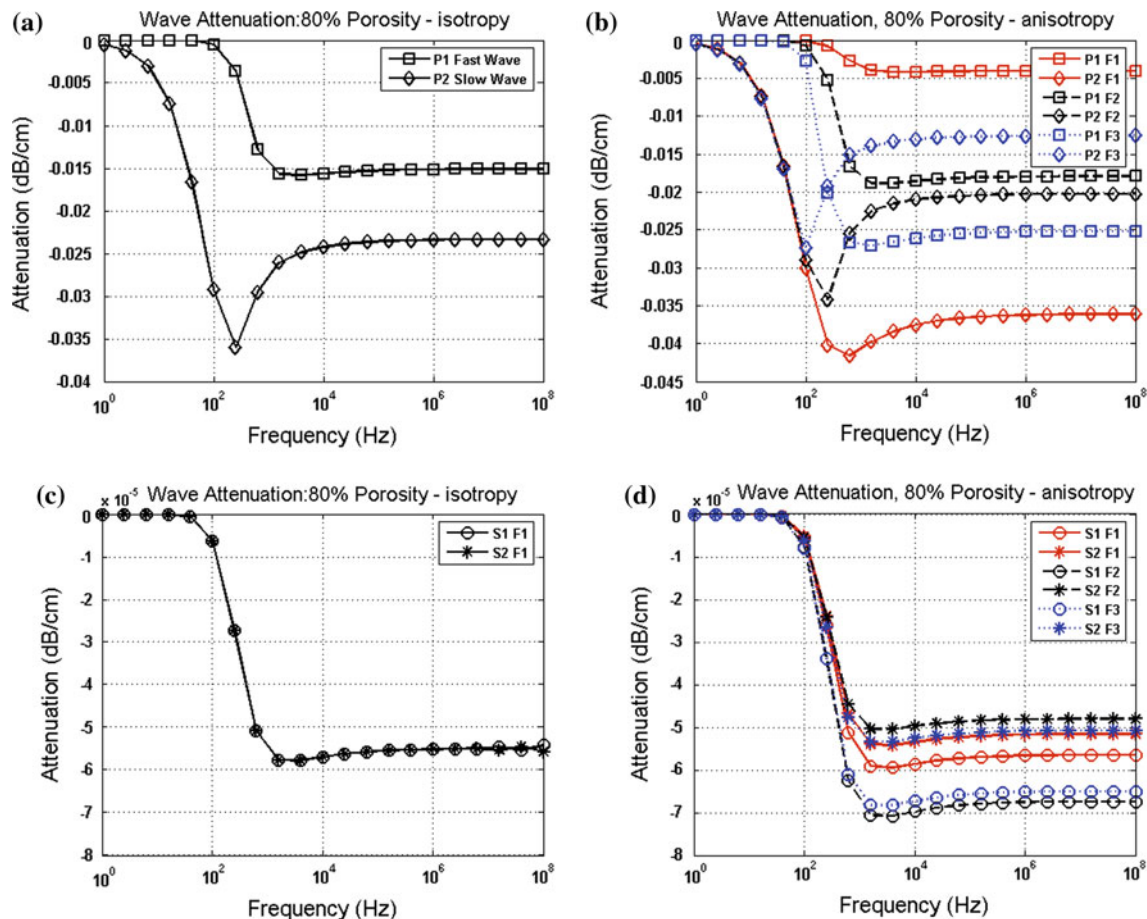 (a)
Wave Attenuation:80% Porosity - isotropy
0
-0.005
-0.01
-0.015
-0.02
-0.025
-0.03
-0.035
-0.04
Attenuation (dB/cm)
P1 Fast Wave
P2 Slow Wave
10^0
10^2
10^4
10^6
10^8
Frequency (Hz)
(b)
Wave Attenuation, 80% Porosity - anisotropy
0
-0.005
-0.01
-0.015
-0.02
-0.025
-0.03
-0.035
-0.04
-0.045
Attenuation (dB/cm)
P1 F1
P2 F1
P1 F2
P2 F2
P1 F3
P2 F3
10^0
10^2
10^4
10^6
10^8
Frequency (Hz)
(c)
x 10^-5
Wave Attenuation:80% Porosity - isotropy
0
-1
-2
-3
-4
-5
-6
-7
-8
Attenuation (dB/cm)
S1 F1
S2 F1
10^0
10^2
10^4
10^6
10^8
Frequency (Hz)
(d)
x 10^-5
Wave Attenuation, 80% Porosity - anisotropy
0
-1
-2
-3
-4
-5
-6
-7
-8
Attenuation (dB/cm)
S1 F1
S2 F1
S1 F2
S2 F2
S1 F3
S2 F3
10^0
10^2
10^4
10^6
10^8
Frequency (Hz)